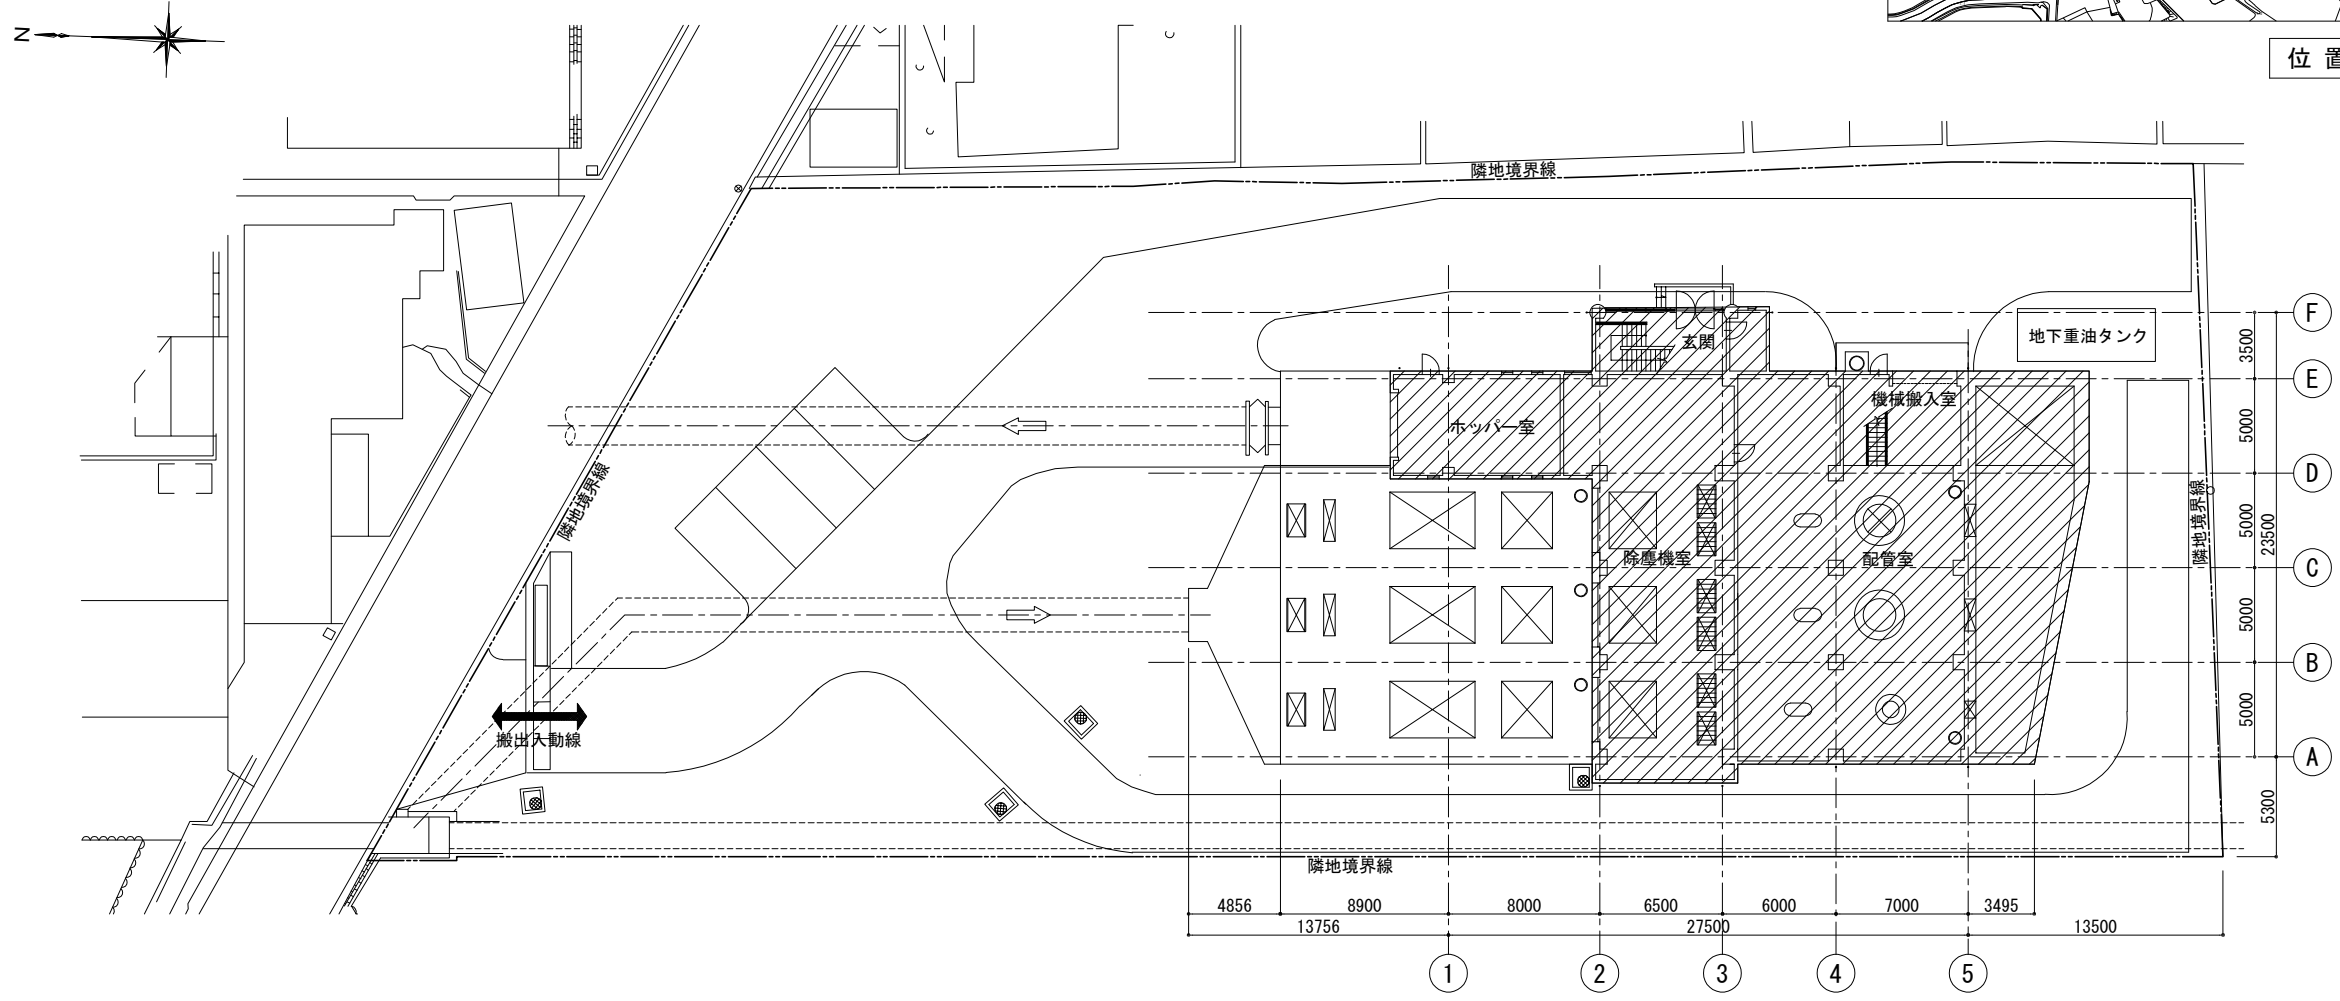 N
位 置
隣地境界線
F
地下重油タンク
玄関
3500
E
機械搬入室
ホッパー室
5000
D
隣地境界線
隣地境界線
5000
23500
除塵機室
配管室
C
5000
B
5000
搬出入動線
A
5300
隣地境界線
4856
8900
8000
6500
6000
7000
3495
13756
27500
13500
1
2
3
4
5